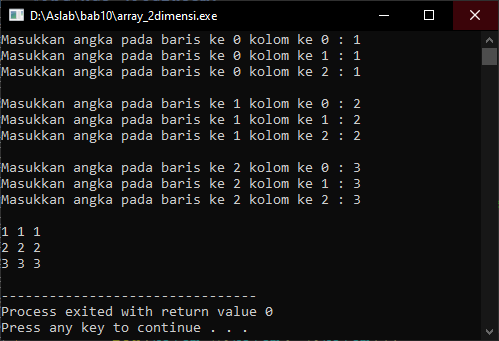 D:\Aslab\bab10\array_2dimensi.exe
Masukkan angka pada baris ke 0 kolom ke 0 : 1
Masukkan angka pada baris ke 0 kolom ke 1 : 1
Masukkan angka pada baris ke 0 kolom ke 2 : 1
Masukkan angka pada baris ke 1 kolom ke 0 : 2
Masukkan angka pada baris ke 1 kolom ke 1 : 2
Masukkan angka pada baris ke 1 kolom ke 2 : 2
Masukkan angka pada baris ke 2 kolom ke 0 : 3
Masukkan angka pada baris ke 2 kolom ke 1 : 3
Masukkan angka pada baris ke 2 kolom ke 2 : 3
1 1 1
2 2 2
3 3 3
--------------------------------
Process exited with return value 0
Press any key to continue . . .